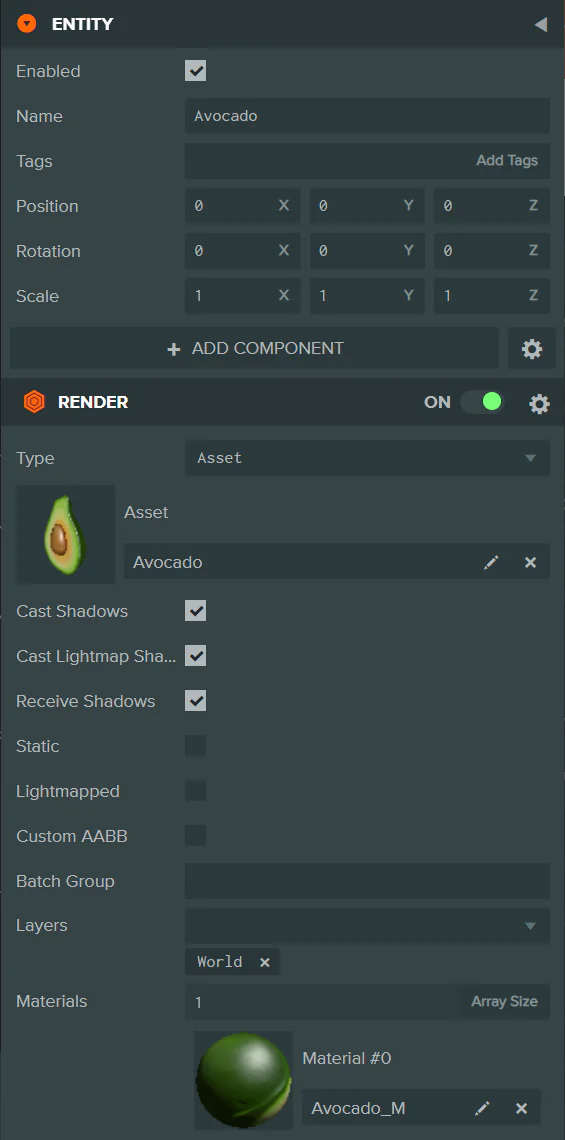 ENTITY
Enabled
Name Avocado
Tags Add Tags
Position 0 X 0 Y 0 Z
Rotation 0 X 0 Y 0 Z
Scale 1 X 1 Y 1 Z
+ ADD COMPONENT
RENDER ON
Type Asset
Asset
Avocado
Cast Shadows
Cast Lightmap Sha...
Receive Shadows
Static
Lightmapped
Custom AABB
Batch Group
Layers
World
Materials 1 Array Size
Material #0
Avocado_M